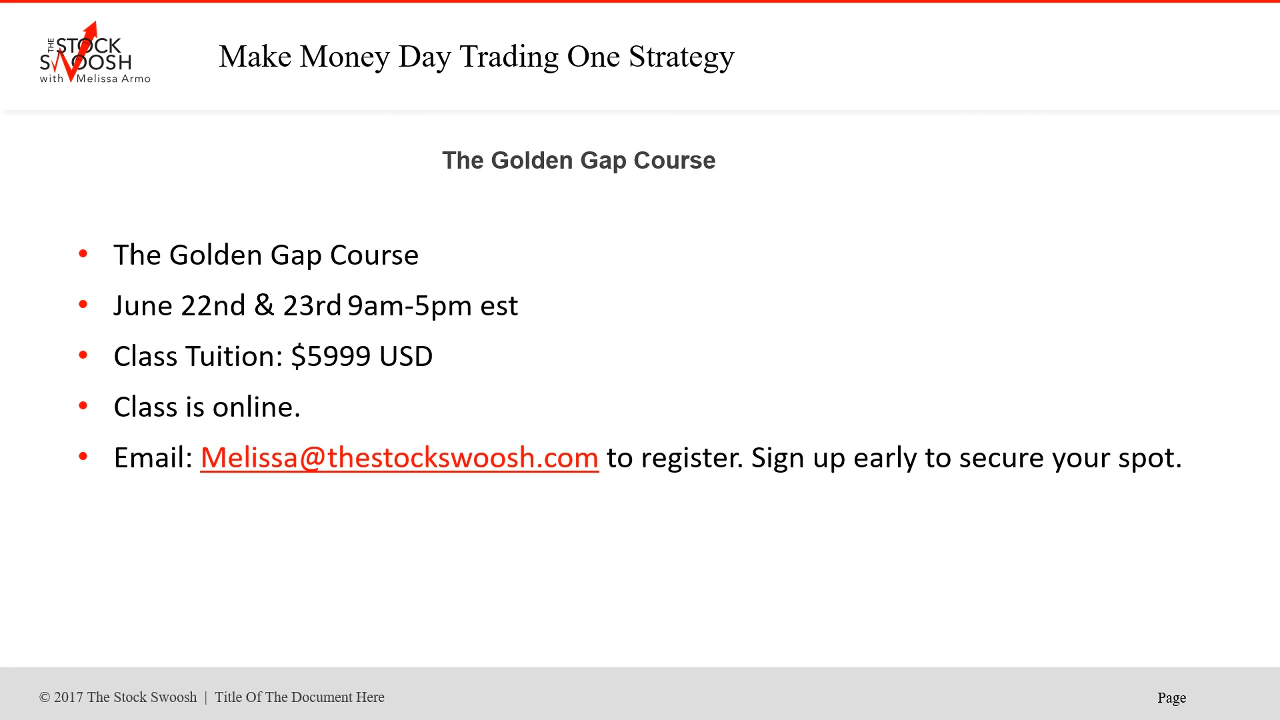 THE STOCK
SWOOSH
with Melissa Armo
Make Money Day Trading One Strategy
The Golden Gap Course
• The Golden Gap Course
• June 22nd & 23rd 9am-5pm est
• Class Tuition: $5999 USD
• Class is online.
• Email: Melissa@thestockswoosh.com to register. Sign up early to secure your spot.
© 2017 The Stock Swoosh | Title Of The Document Here
Page